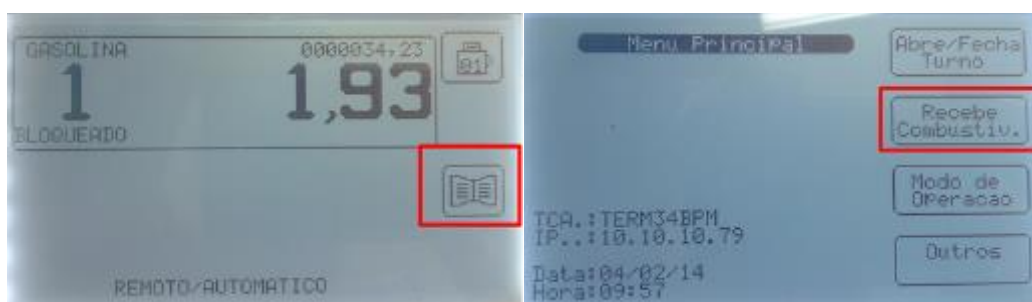 GASOLINA 0000034,23
1 1,93
BLOQUEADO
01
REMOTO/AUTOMATICO
Menu Principal
Abre/Fecha
Turno
Recebe
Combustiv.
Modo de
Operacao
Outros
TCA.:TERM34BPM
IP..:10.10.10.79
Data:04/02/14
Hora:09:57